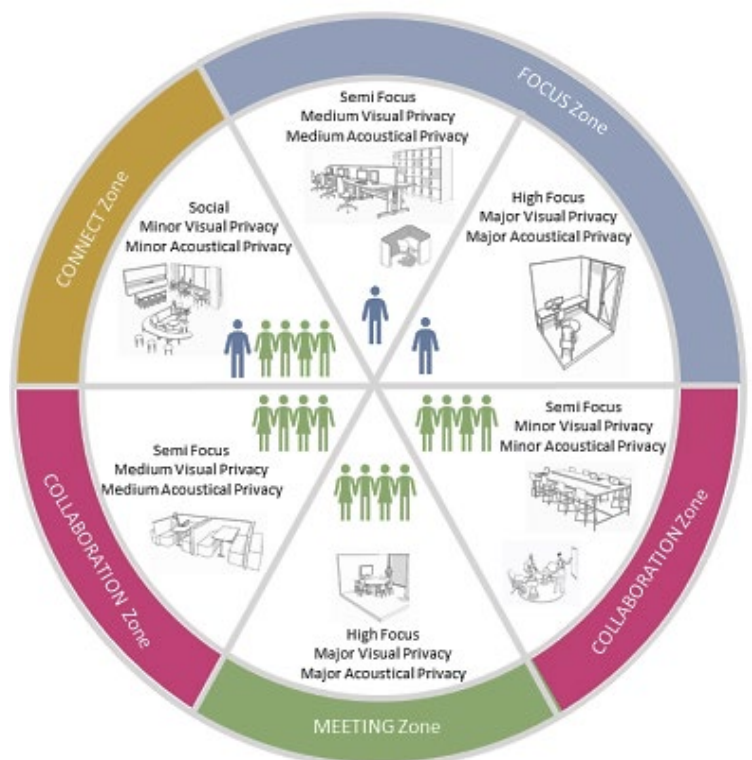 FOCUS Zone
Semi Focus
Medium Visual Privacy
Medium Acoustical Privacy
High Focus
Major Visual Privacy
Major Acoustical Privacy
CONNECT Zone
Social
Minor Visual Privacy
Minor Acoustical Privacy
COLLABORATION Zone
Semi Focus
Medium Visual Privacy
Medium Acoustical Privacy
Semi Focus
Minor Visual Privacy
Minor Acoustical Privacy
COLLABORATION Zone
High Focus
Major Visual Privacy
Major Acoustical Privacy
MEETING Zone